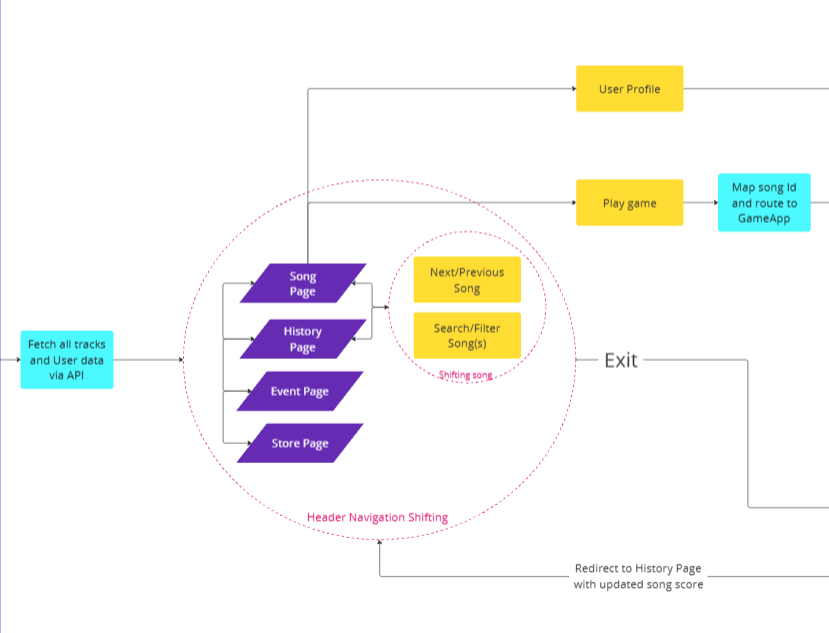 User Profile
Play game
Map song Id
and route to
GameApp
Song
Page
Next/Previous
Song
History
Page
Search/Filter
Song(s)
Fetch all tracks
and User data
via API
Exit
Shifting song
Event Page
Store Page
Header Navigation Shifting
Redirect to History Page
with updated song score